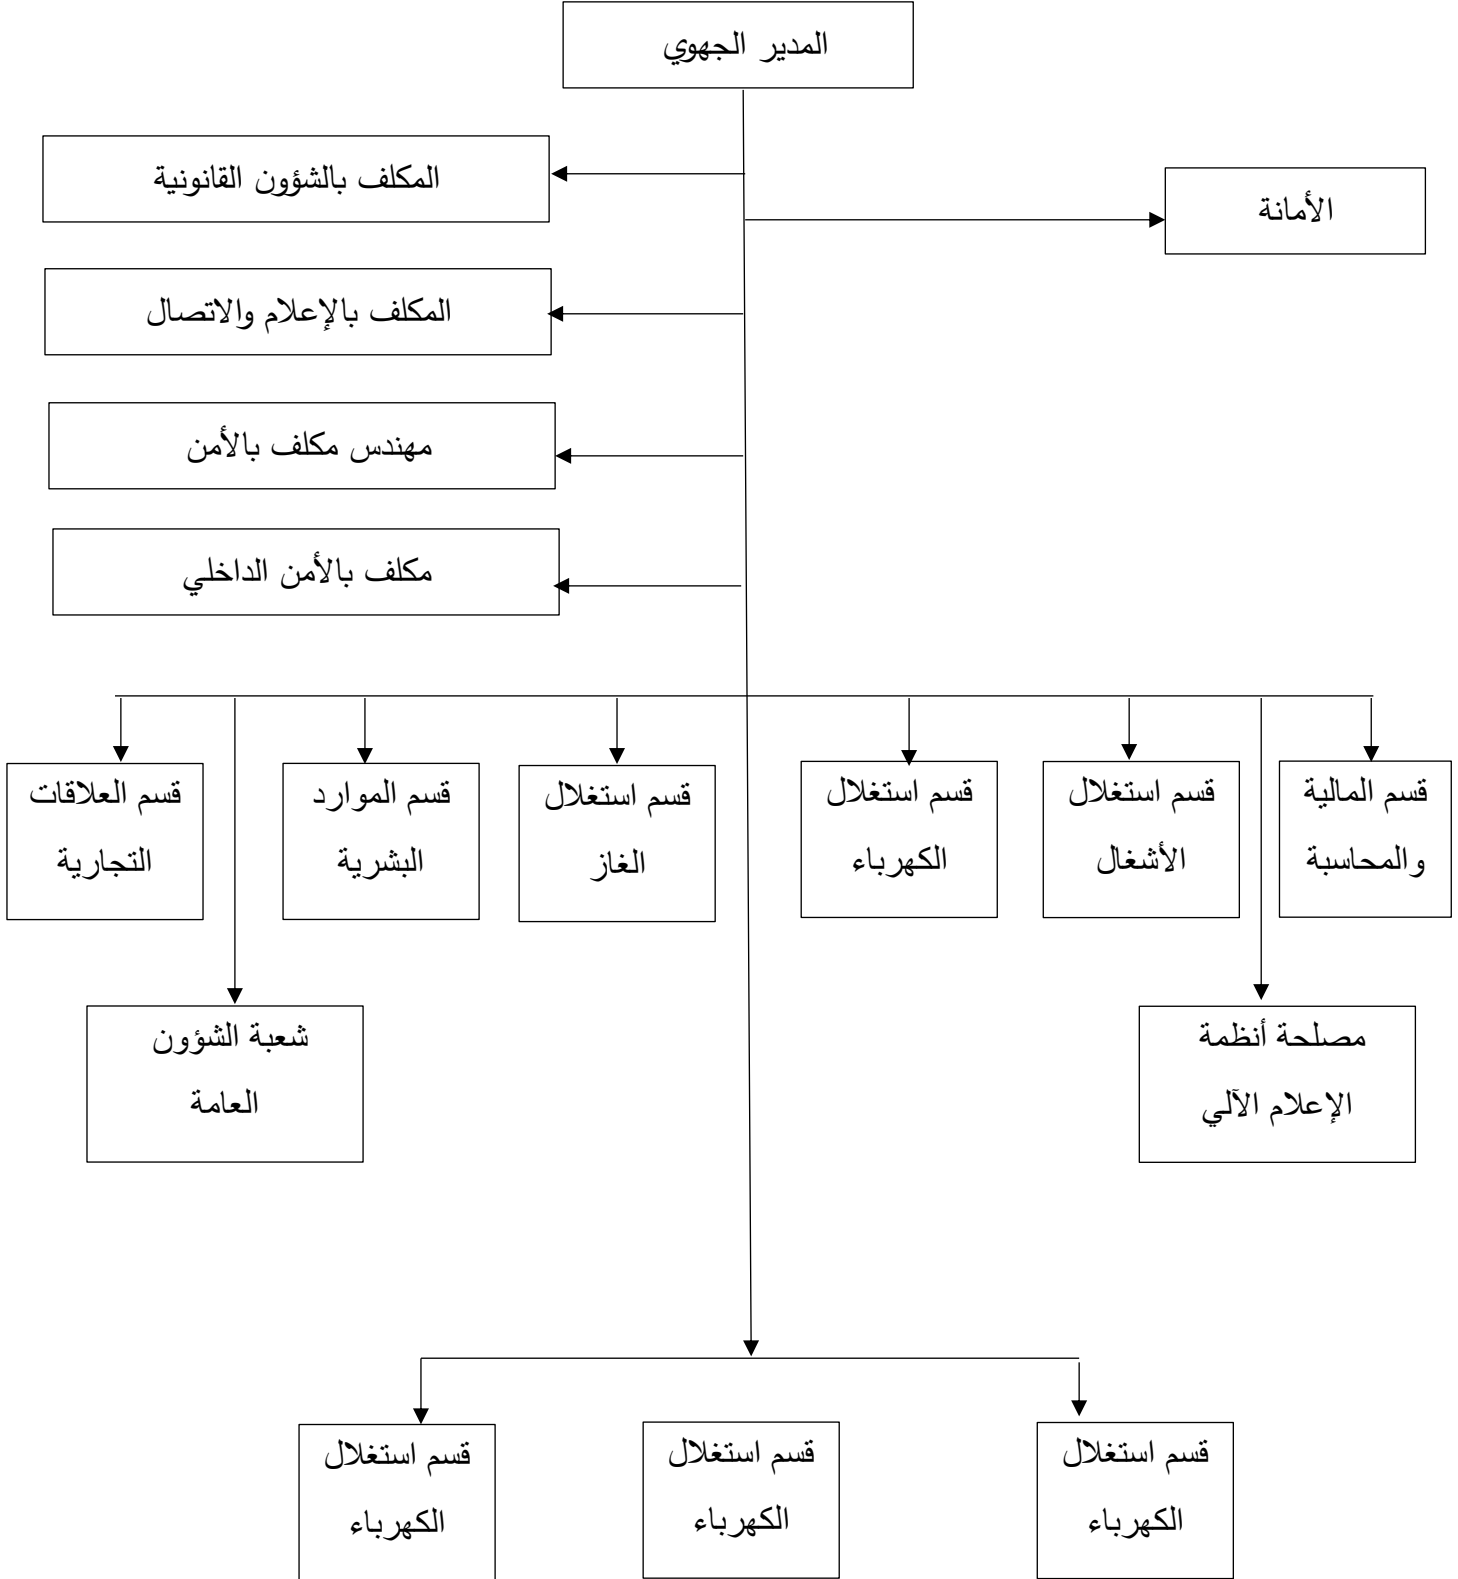 المدير الجهوي
المكلف بالشؤون القانونية
الأمانة
المكلف بالإعلام والاتصال
مهندس مكلف بالأمن
مكلف بالأمن الداخلي
قسم المالية
والمحاسبة
قسم استغلال
الأشغال
قسم استغلال
الكهرباء
قسم استغلال
الغاز
قسم الموارد
البشرية
قسم العلاقات
التجارية
مصلحة أنظمة
الإعلام الآلي
شعبة الشؤون
العامة
قسم استغلال
الكهرباء
قسم استغلال
الكهرباء
قسم استغلال
الكهرباء